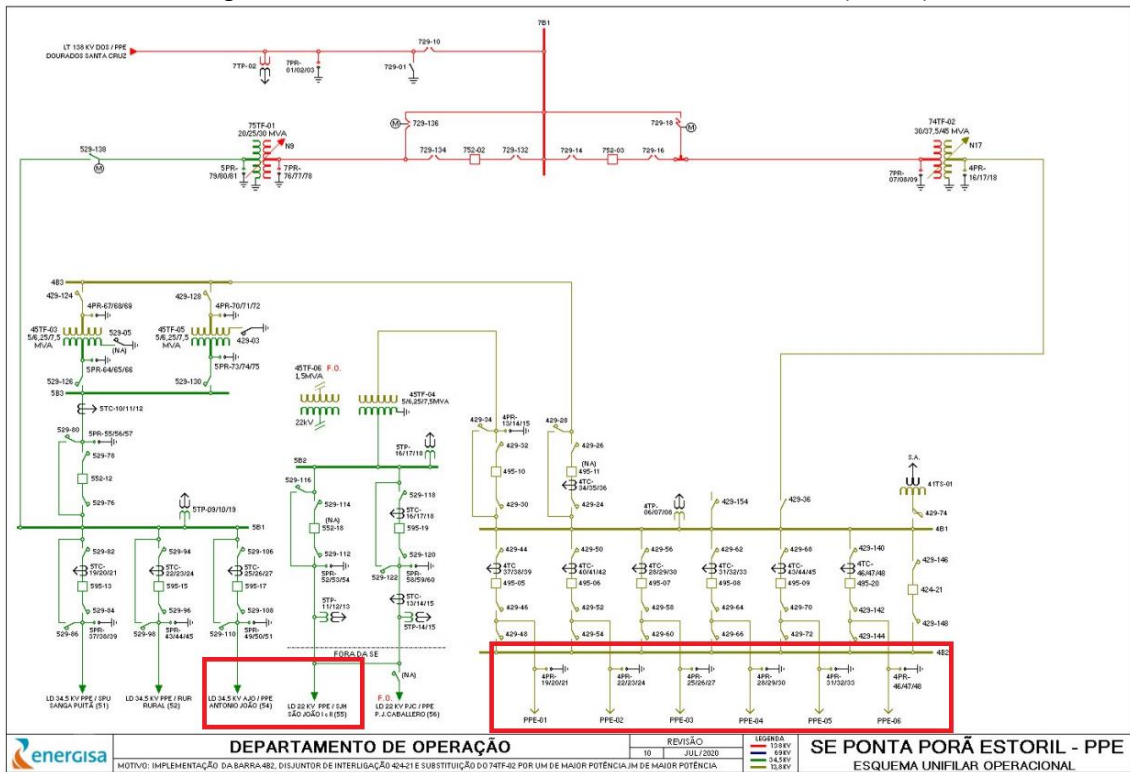 7B1
LT 138 KV DOS / PPE
DOURADOS SANTA CRUZ
729-10
7TP-02
7PR-
01/02/03
729-01
75TF-01
20/25/30 MVA
N9
529-138
M
5PR-
79/80/81
7PR-
76/77/78
M
729-136
729-134
752-02
729-132
729-14
752-03
729-16
729-18
M
74TF-02
30/37,5/45 MVA
N17
7PR-
07/08/09
4PR-
16/17/18
4B3
429-124
4PR-67/68/69
429-128
4PR-70/71/72
45TF-03
5/6,25/7,5
MVA
529-05
(NA)
45TF-05
5/6,25/7,5
MVA
429-03
5PR-64/65/66
529-126
5PR-73/74/75
529-130
5B3
5TC-10/11/12
529-80
5PR-55/56/57
529-78
552-12
529-76
5TP-09/10/19
5B1
45TF-06 F.O.
1,5MVA
22kV
45TF-04
5/6,25/7,5MVA
5TP-
16/17/18
5B2
529-116
529-114
(NA)
552-18
529-112
5PR-
52/53/54
5TP-
11/12/13
529-118
5TC-
16/17/18
595-19
529-120
529-122
5PR-
58/59/60
5TC-
13/14/15
5TP-14/15
FORA DA SE
(NA)
F.O.
429-34
4PR-
13/14/15
429-32
495-10
429-30
429-28
429-26
(NA)
495-11
4TC-
34/35/36
429-24
4TP-
06/07/08
429-154
429-36
S.A.
41TS-01
429-74
4B1
529-82
5TC-
19/20/21
595-13
529-84
529-86
5PR-
37/38/39
529-94
5TC-
22/23/24
595-15
529-96
529-98
5PR-
43/44/45
529-106
5TC-
25/26/27
595-17
529-108
529-110
5PR-
49/50/51
429-44
4TC-
37/38/39
495-05
429-46
429-48
429-50
4TC-
40/41/42
495-06
429-52
429-54
429-56
4TC-
28/29/30
495-07
429-58
429-60
429-62
4TC-
31/32/33
495-08
429-64
429-66
429-68
4TC-
43/44/45
495-09
429-70
429-72
429-140
4TC-
46/47/48
495-20
429-142
429-144
429-146
424-21
429-148
4B2
4PR-
19/20/21
4PR-
22/23/24
4PR-
25/26/27
4PR-
28/29/30
4PR-
31/32/33
4PR-
46/47/48
LD 34.5 KV PPE / SPU
SANGA PUITÃ (51)
LD 34.5 KV PPE / RUR
RURAL (52)
LD 34.5 KV AJO / PPE
ANTONIO JOÃO (54)
LD 22 KV PPE / SJH
SÃO JOÃO I e II (55)
LD 22 KV PJC / PPE
P.J.CABALLERO (56)
PPE-01
PPE-02
PPE-03
PPE-04
PPE-05
PPE-06
energisa
DEPARTAMENTO DE OPERAÇÃO
MOTIVO: IMPLEMENTAÇÃO DA BARRA 4B2, DISJUNTOR DE INTERLIGAÇÃO 424-21 E SUBSTITUIÇÃO DO 74TF-02 POR UM DE MAIOR POTÊNCIA.IM DE MAIOR POTÊNCIA
REVISÃO
10 JUL/2020
LEGENDA
138KV
69KV
34,5KV
13,8KV
SE PONTA PORÃ ESTORIL - PPE
ESQUEMA UNIFILAR OPERACIONAL